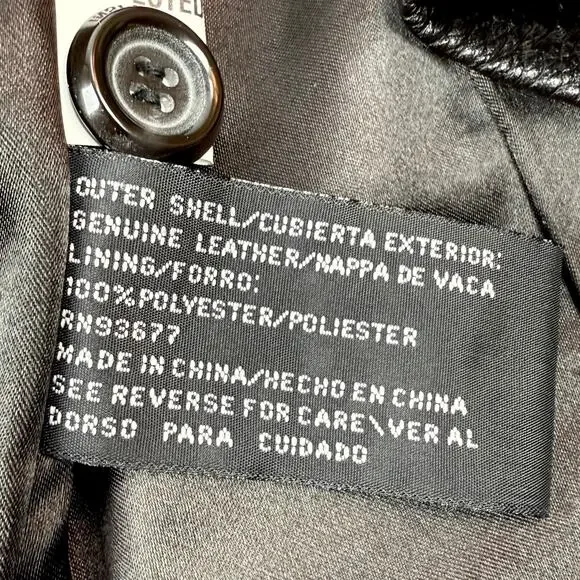 OUTER SHELL/CUBIERTA EXTERIOR:
GENUINE LEATHER/NAPPA DE VACA
LINING/FORRO:
100%POLYESTER/POLIESTER
RN93677
MADE IN CHINA/HECHO EN CHINA
SEE REVERSE FOR CARE\VER AL
DORSO PARA CUIDADO